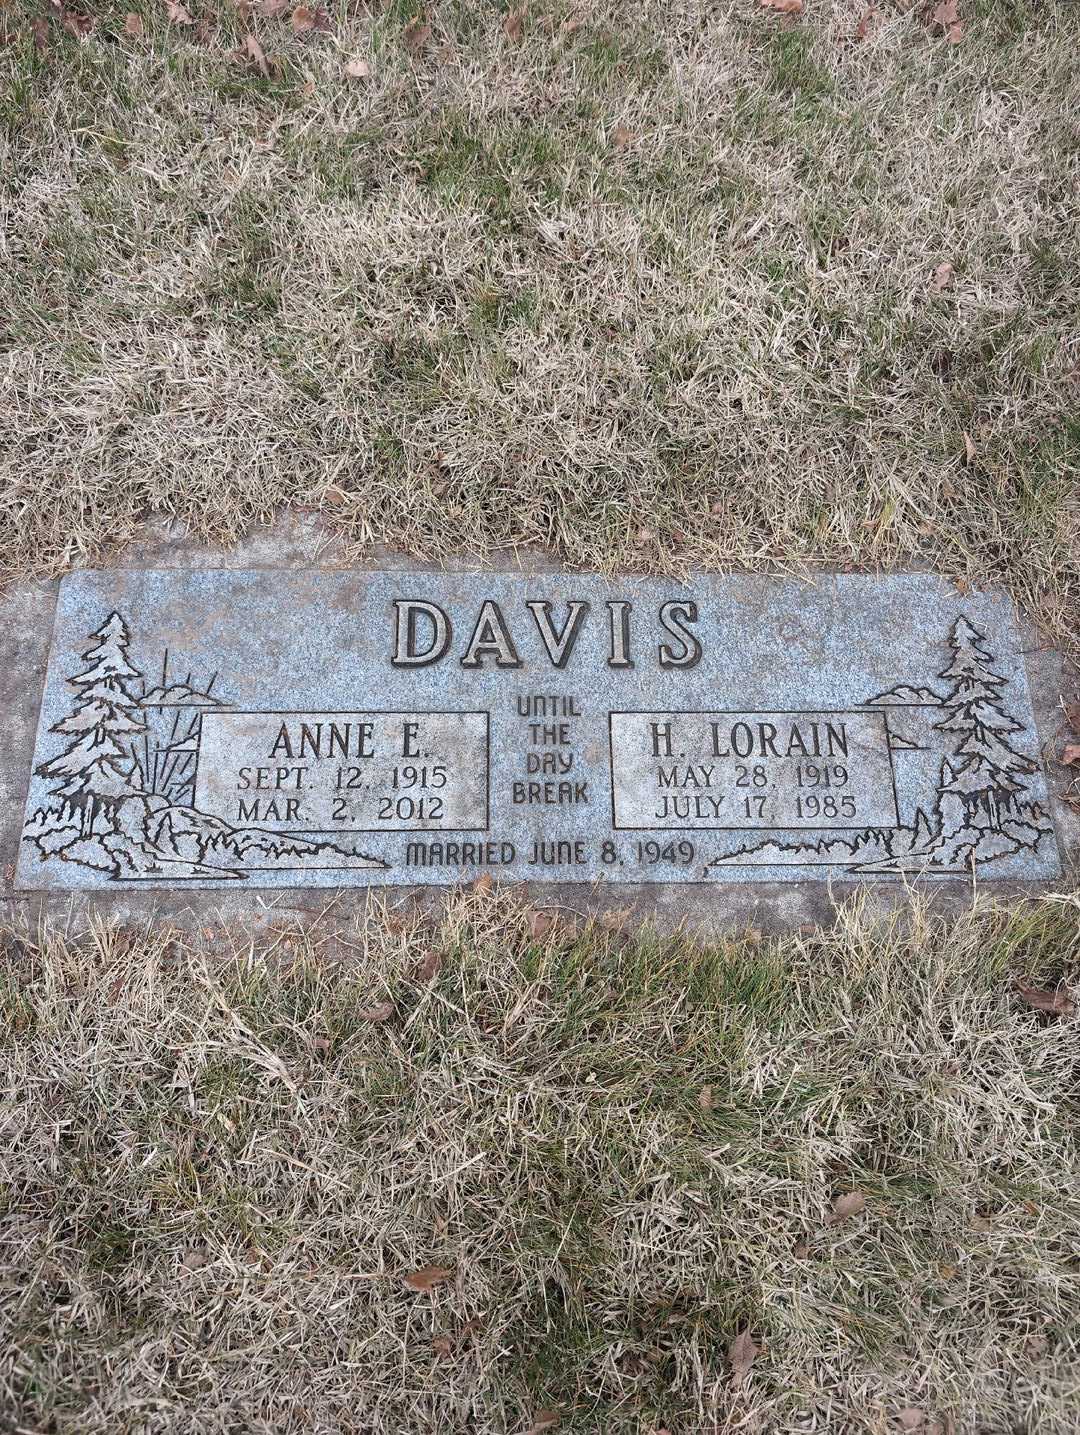 DAVIS
ANNE E.
SEPT. 12, 1915
MAR. 2, 2012
UNTIL
THE
DAY
BREAK
H. LORAIN
MAY 28, 1919
JULY 17, 1985
MARRIED JUNE 8, 1949